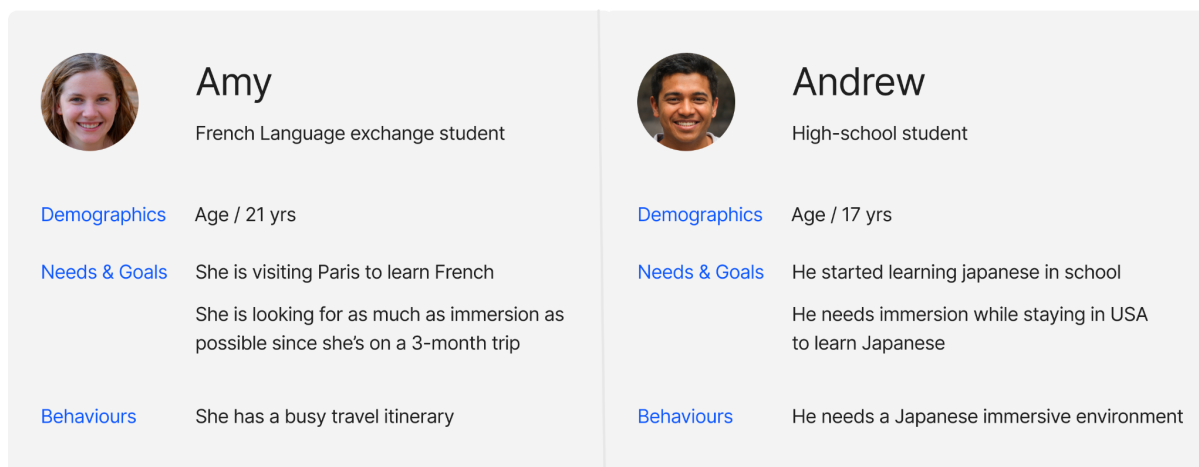 Amy
French Language exchange student
Demographics
Age / 21 yrs
Needs & Goals
She is visiting Paris to learn French
She is looking for as much as immersion as
possible since she’s on a 3-month trip
Behaviours
She has a busy travel itinerary
Andrew
High-school student
Demographics
Age / 17 yrs
Needs & Goals
He started learning japanese in school
He needs immersion while staying in USA
to learn Japanese
Behaviours
He needs a Japanese immersive environment